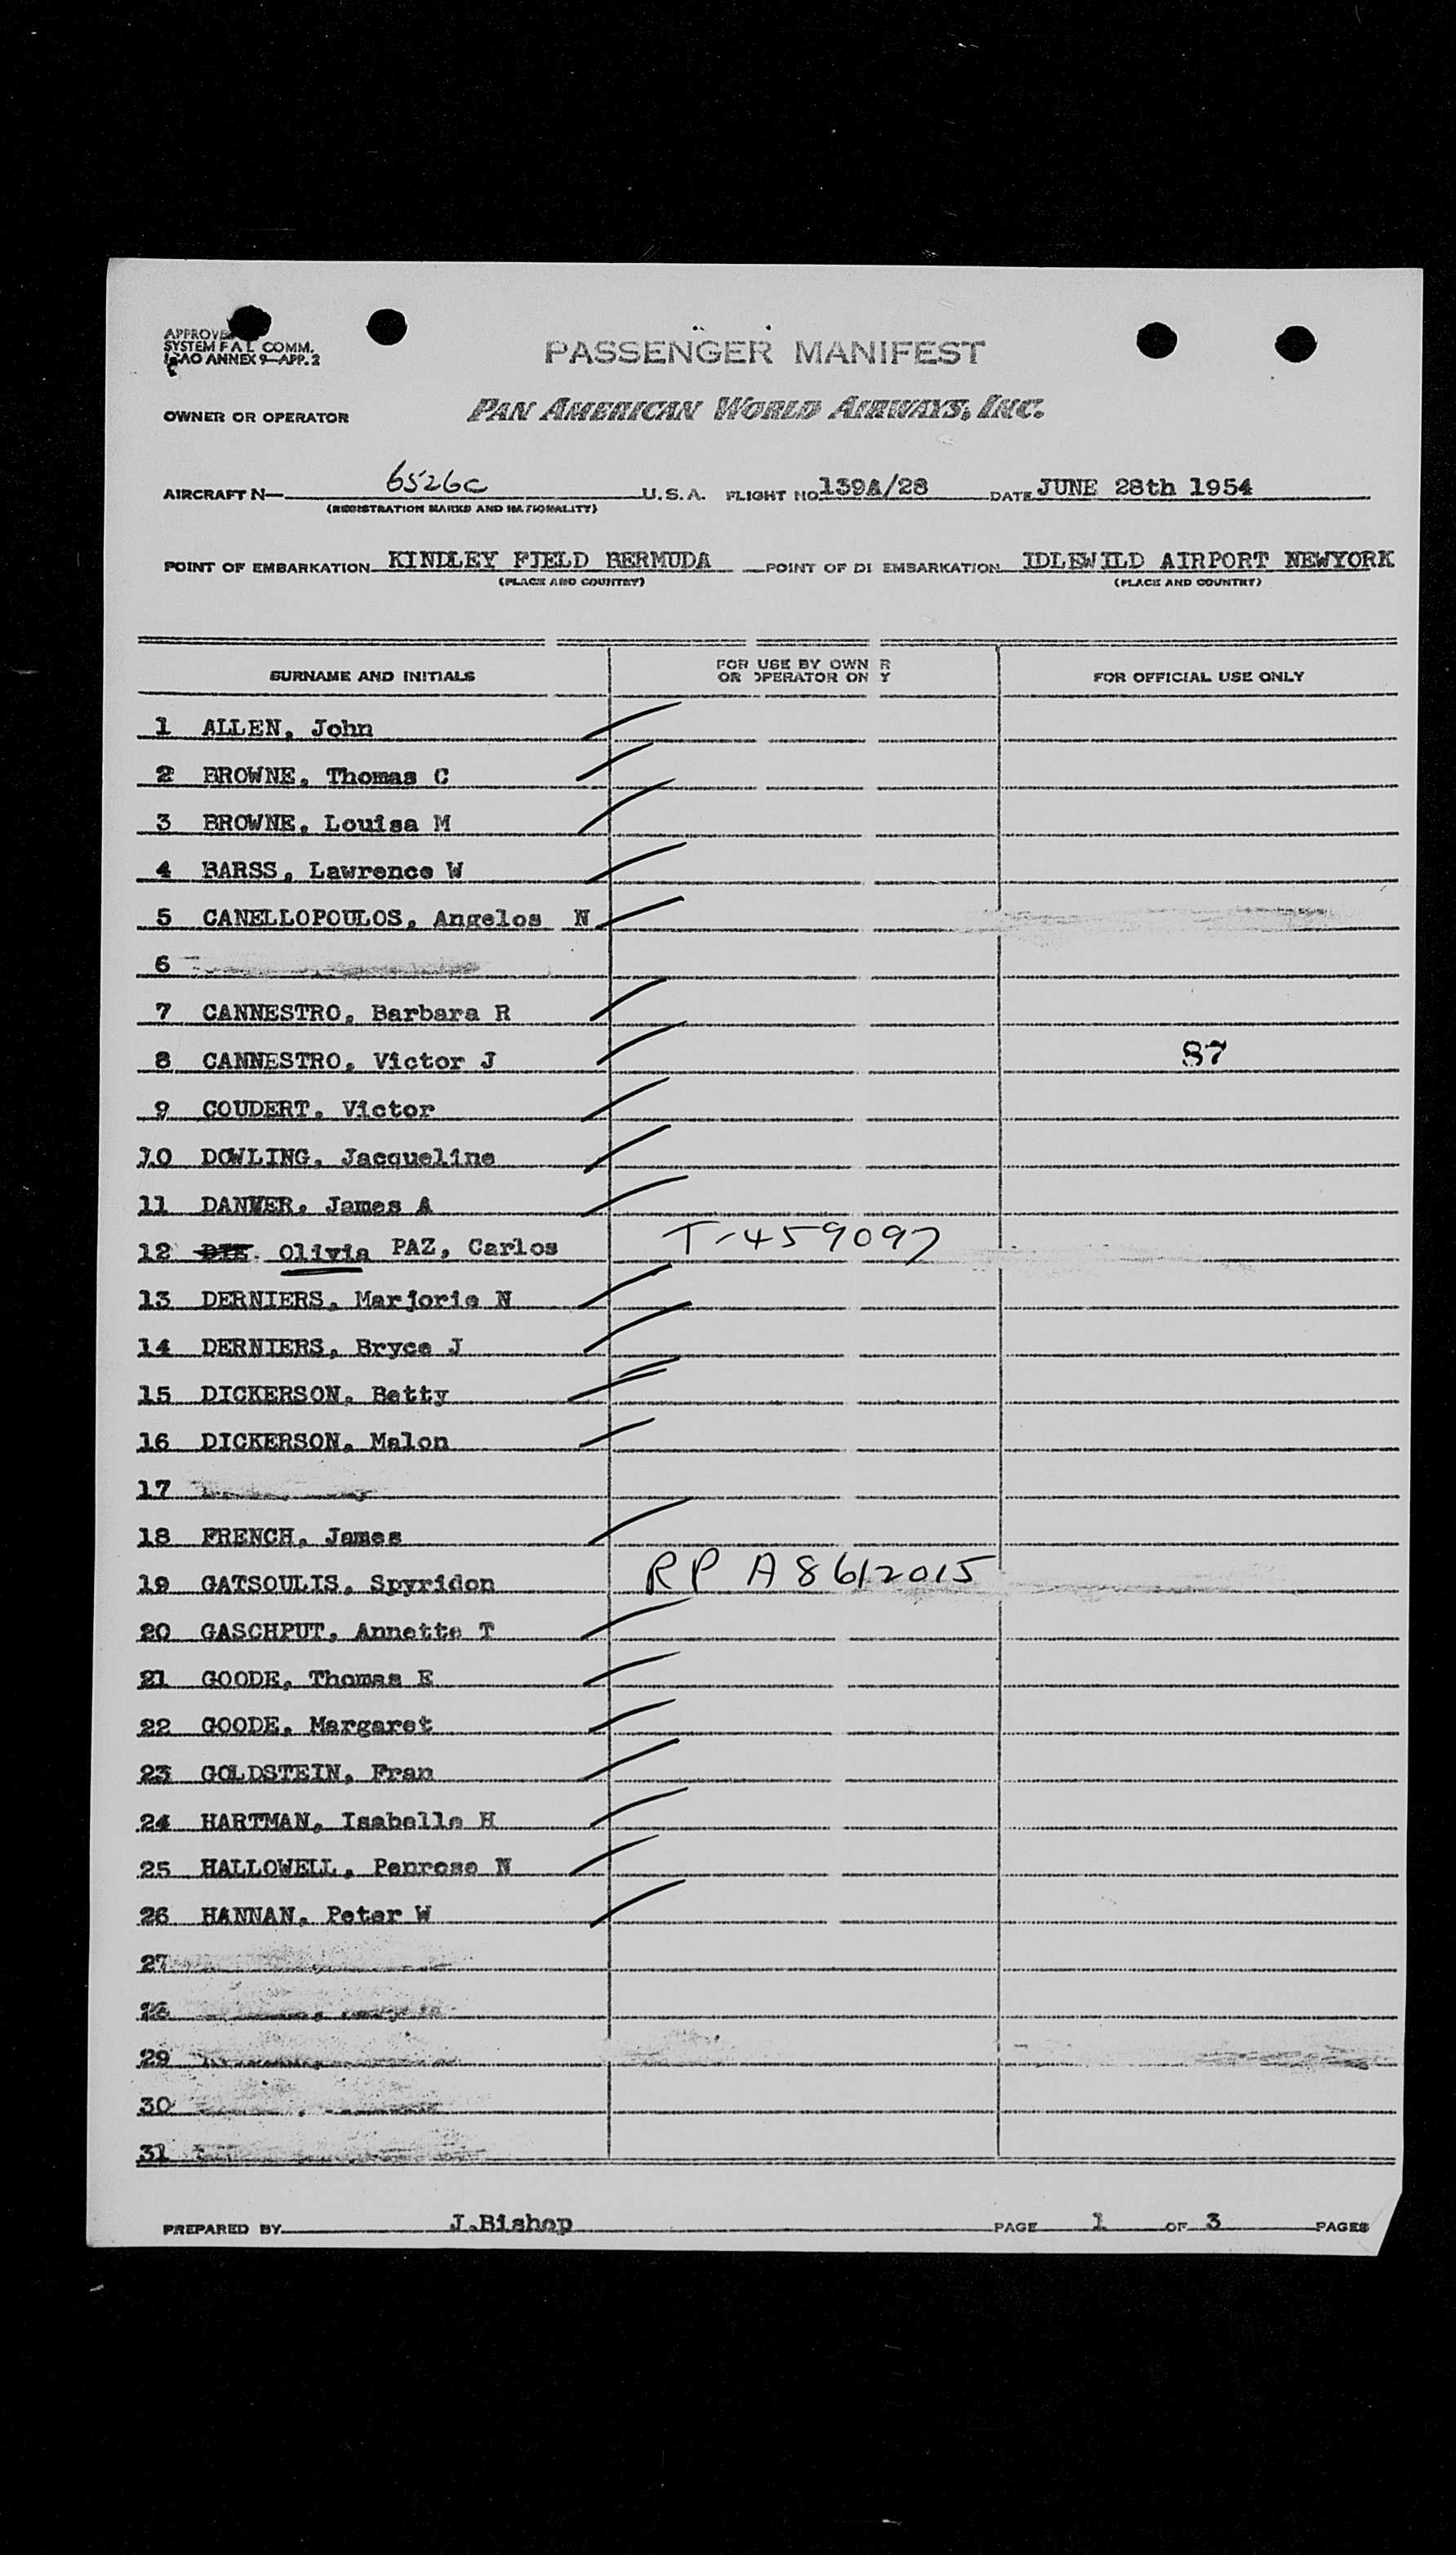 SYSTEM F A L COMM.
ICAO ANNEX 9—APP. 2
PASSENGER MANIFEST
OWNER OR OPERATOR PAN AMERICAN WORLD AIRWAYS, INC.
AIRCRAFT N— 6526C U.S.A. FLIGHT NO 139A/28 DATE JUNE 28th 1954
(REGISTRATION MARKS AND NATIONALITY)
POINT OF EMBARKATION KINDLEY FIELD BERMUDA POINT OF DI EMBARKATION IDLEWILD AIRPORT NEWYORK
(PLACE AND COUNTRY) (PLACE AND COUNTRY)
SURNAME AND INITIALS FOR USE BY OWN R FOR OFFICIAL USE ONLY
OR OPERATOR ON Y
1 ALLEN, John
2 BROWNE, Thomas C
3 BROWNE, Louisa M
4 BARSS, Lawrence W
5 CANELLOPOULOS, Angelos N
6
7 CANNESTRO, Barbara R
8 CANNESTRO, Victor J 87
9 COUDERT, Victor
10 DOWLING, Jacqueline
11 James A
12 Olivia PAZ, Carlos T-459097
13 DERNIERS, Marjorie N
14 DERNIERS, Bryce J
15 DICKERSON, Betty
16 DICKERSON, Malon
17
18 FRENCH, James
19 GATSOULIS, Spyridon RP A8612015
20 GASCHPUT, Annette T
21 GOODE, Thomas E
22 GOODE, Margaret
23 GOLDSTEIN, Fran
24 HARTMAN, Isabelle H
25 HALLOWELL, Penrose N
26 HANNAN, Peter W
27
28
29
30
31
PREPARED BY J.Bishop PAGE 1 OF 3 PAGES